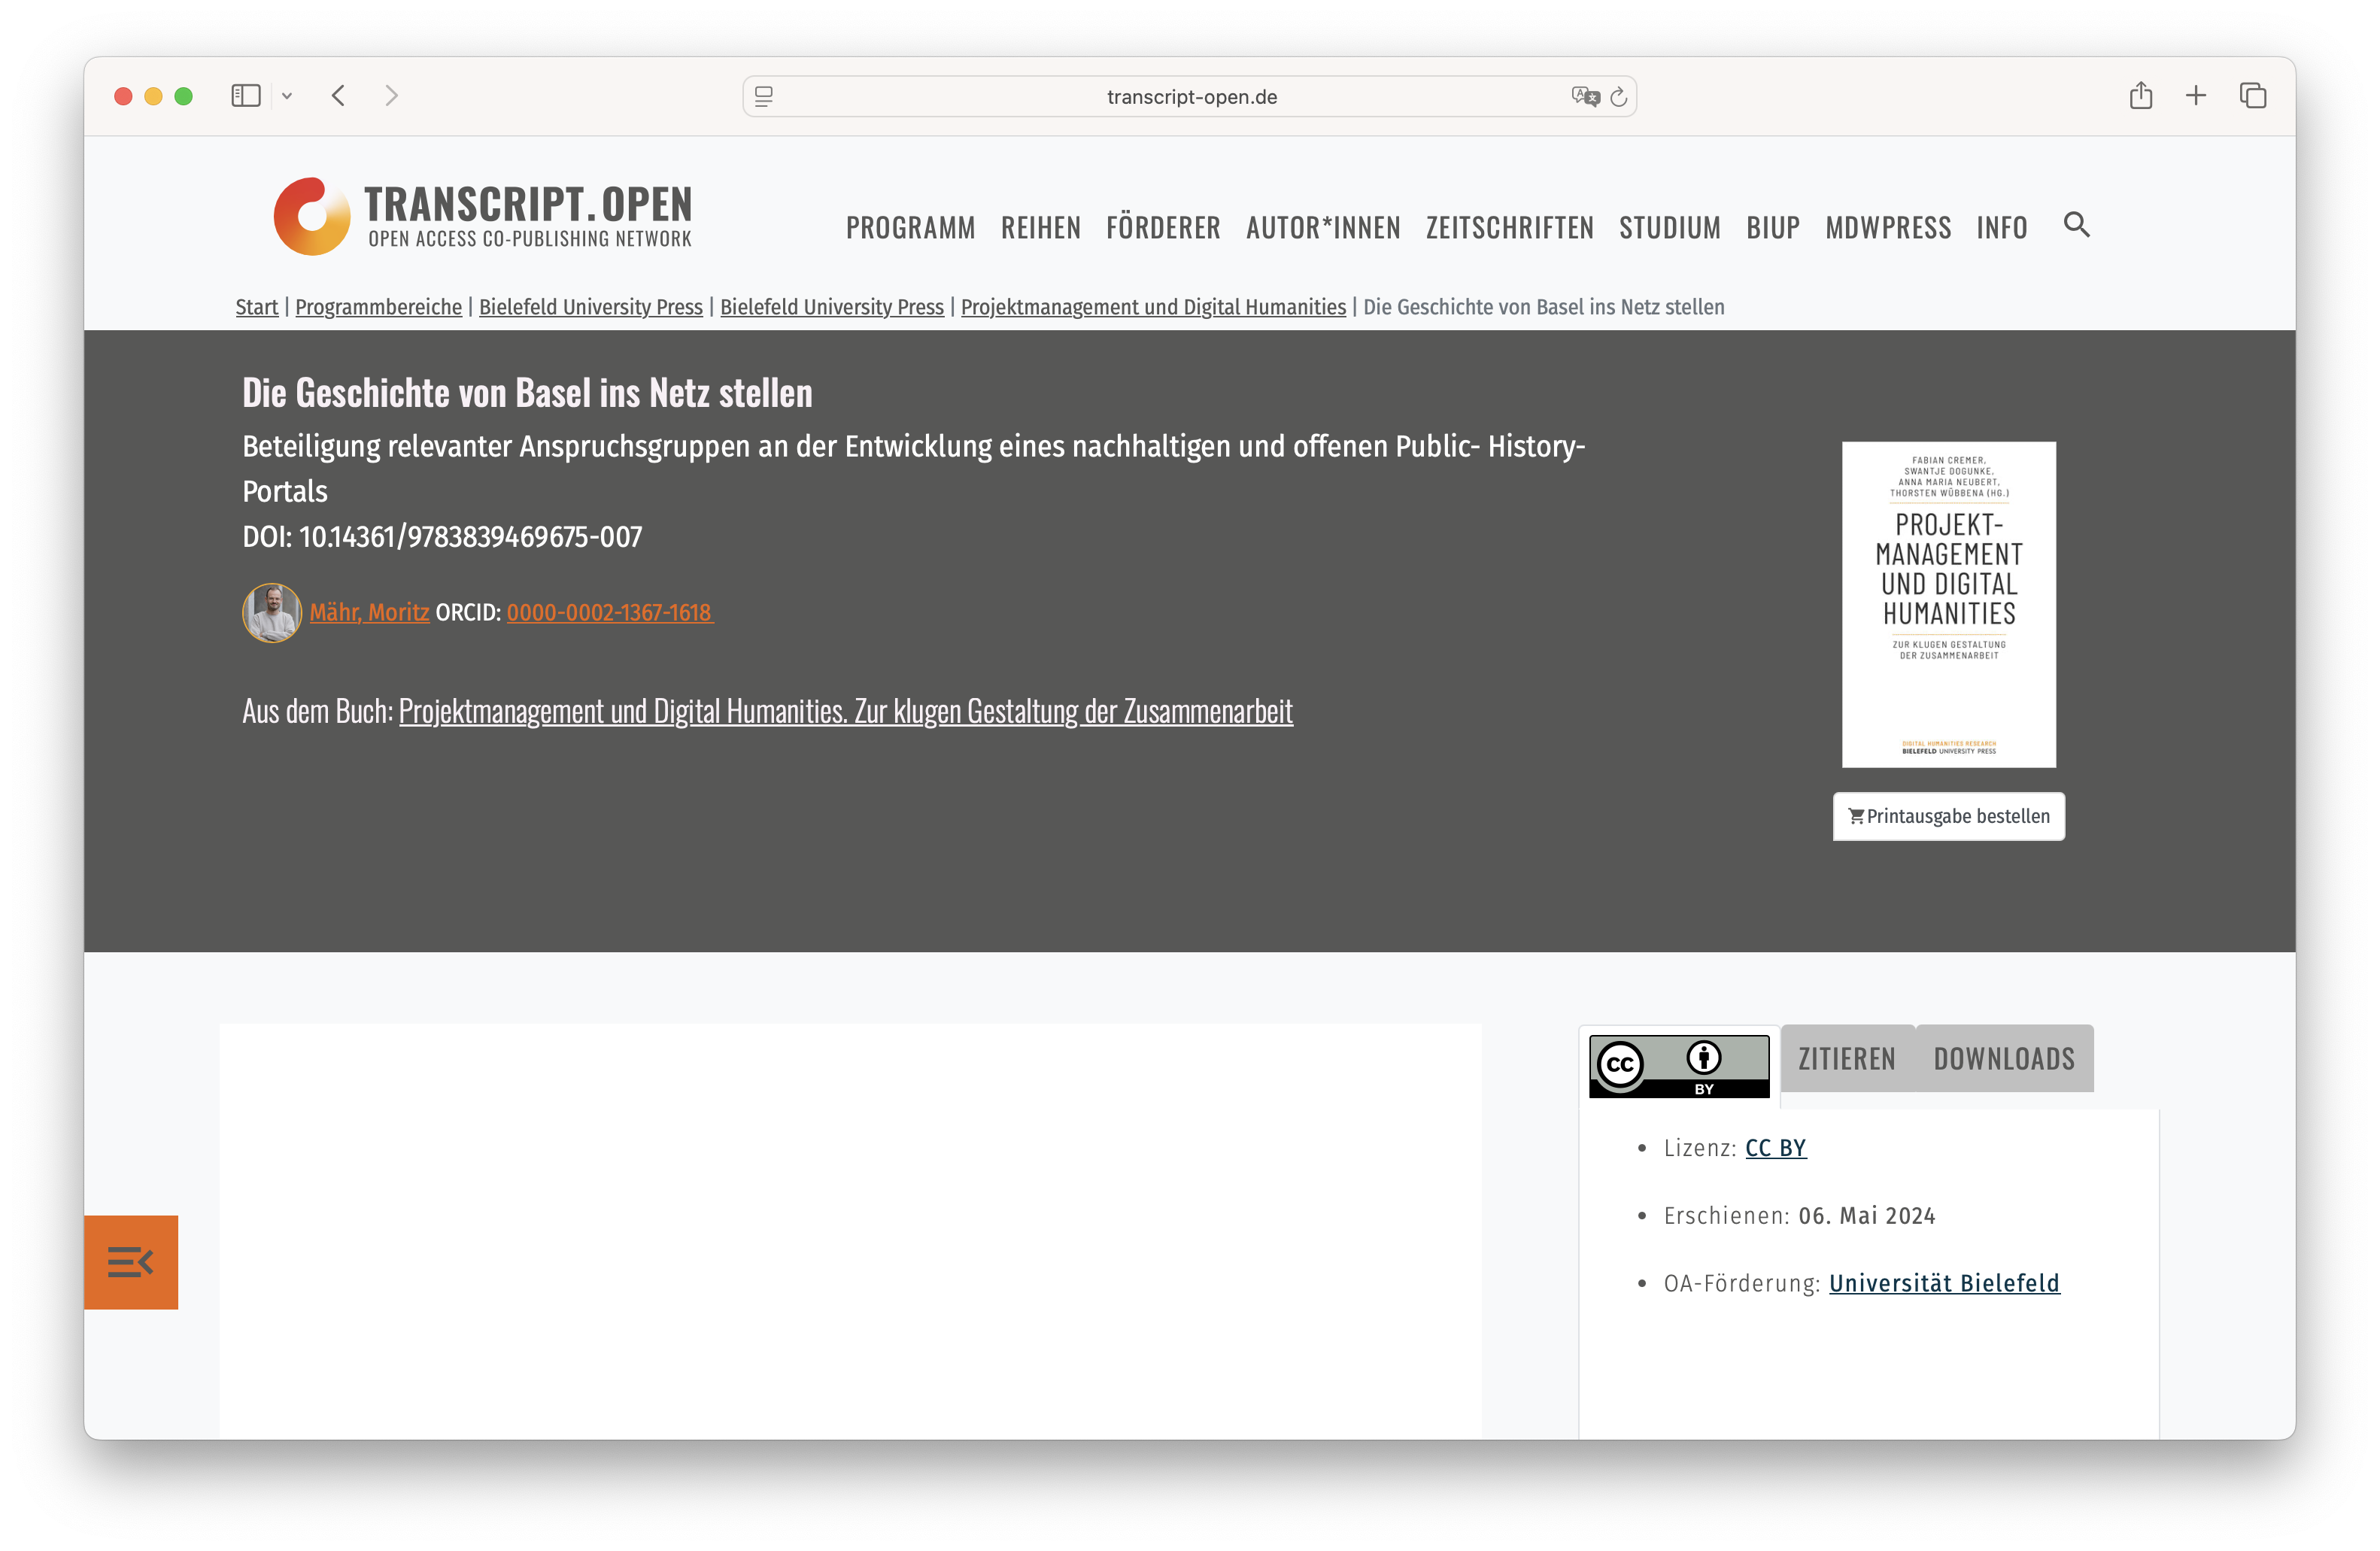 transcript-open.de
TRANSCRIPT.OPEN
OPEN ACCESS CO-PUBLISHING NETWORK
PROGRAMM REIHEN FÖRDERER AUTOR*INNEN ZEITSCHRIFTEN STUDIUM BIUP MDWPRESS INFO
Start | Programmbereiche | Bielefeld University Press | Bielefeld University Press | Projektmanagement und Digital Humanities | Die Geschichte von Basel ins Netz stellen
Die Geschichte von Basel ins Netz stellen
Beteiligung relevanter Anspruchsgruppen an der Entwicklung eines nachhaltigen und offenen Public- History-
Portals
DOI: 10.14361/9783839469675-007
Mähr, Moritz ORCID: 0000-0002-1367-1618
Aus dem Buch: Projektmanagement und Digital Humanities. Zur klugen Gestaltung der Zusammenarbeit
FABIAN CREMER,
SWANTJE DOGUNKE,
ANNA MARIA NEUBERT,
THORSTEN WÜBBENA (HG.)
PROJEKT-
MANAGEMENT
UND DIGITAL
HUMANITIES
ZUR KLUGEN GESTALTUNG
DER ZUSAMMENARBEIT
DIGITAL HUMANITIES RESEARCH
BIELEFELD UNIVERSITY PRESS
Printausgabe bestellen
CC BY
ZITIEREN
DOWNLOADS
Lizenz: CC BY
Erschienen: 06. Mai 2024
OA-Förderung: Universität Bielefeld